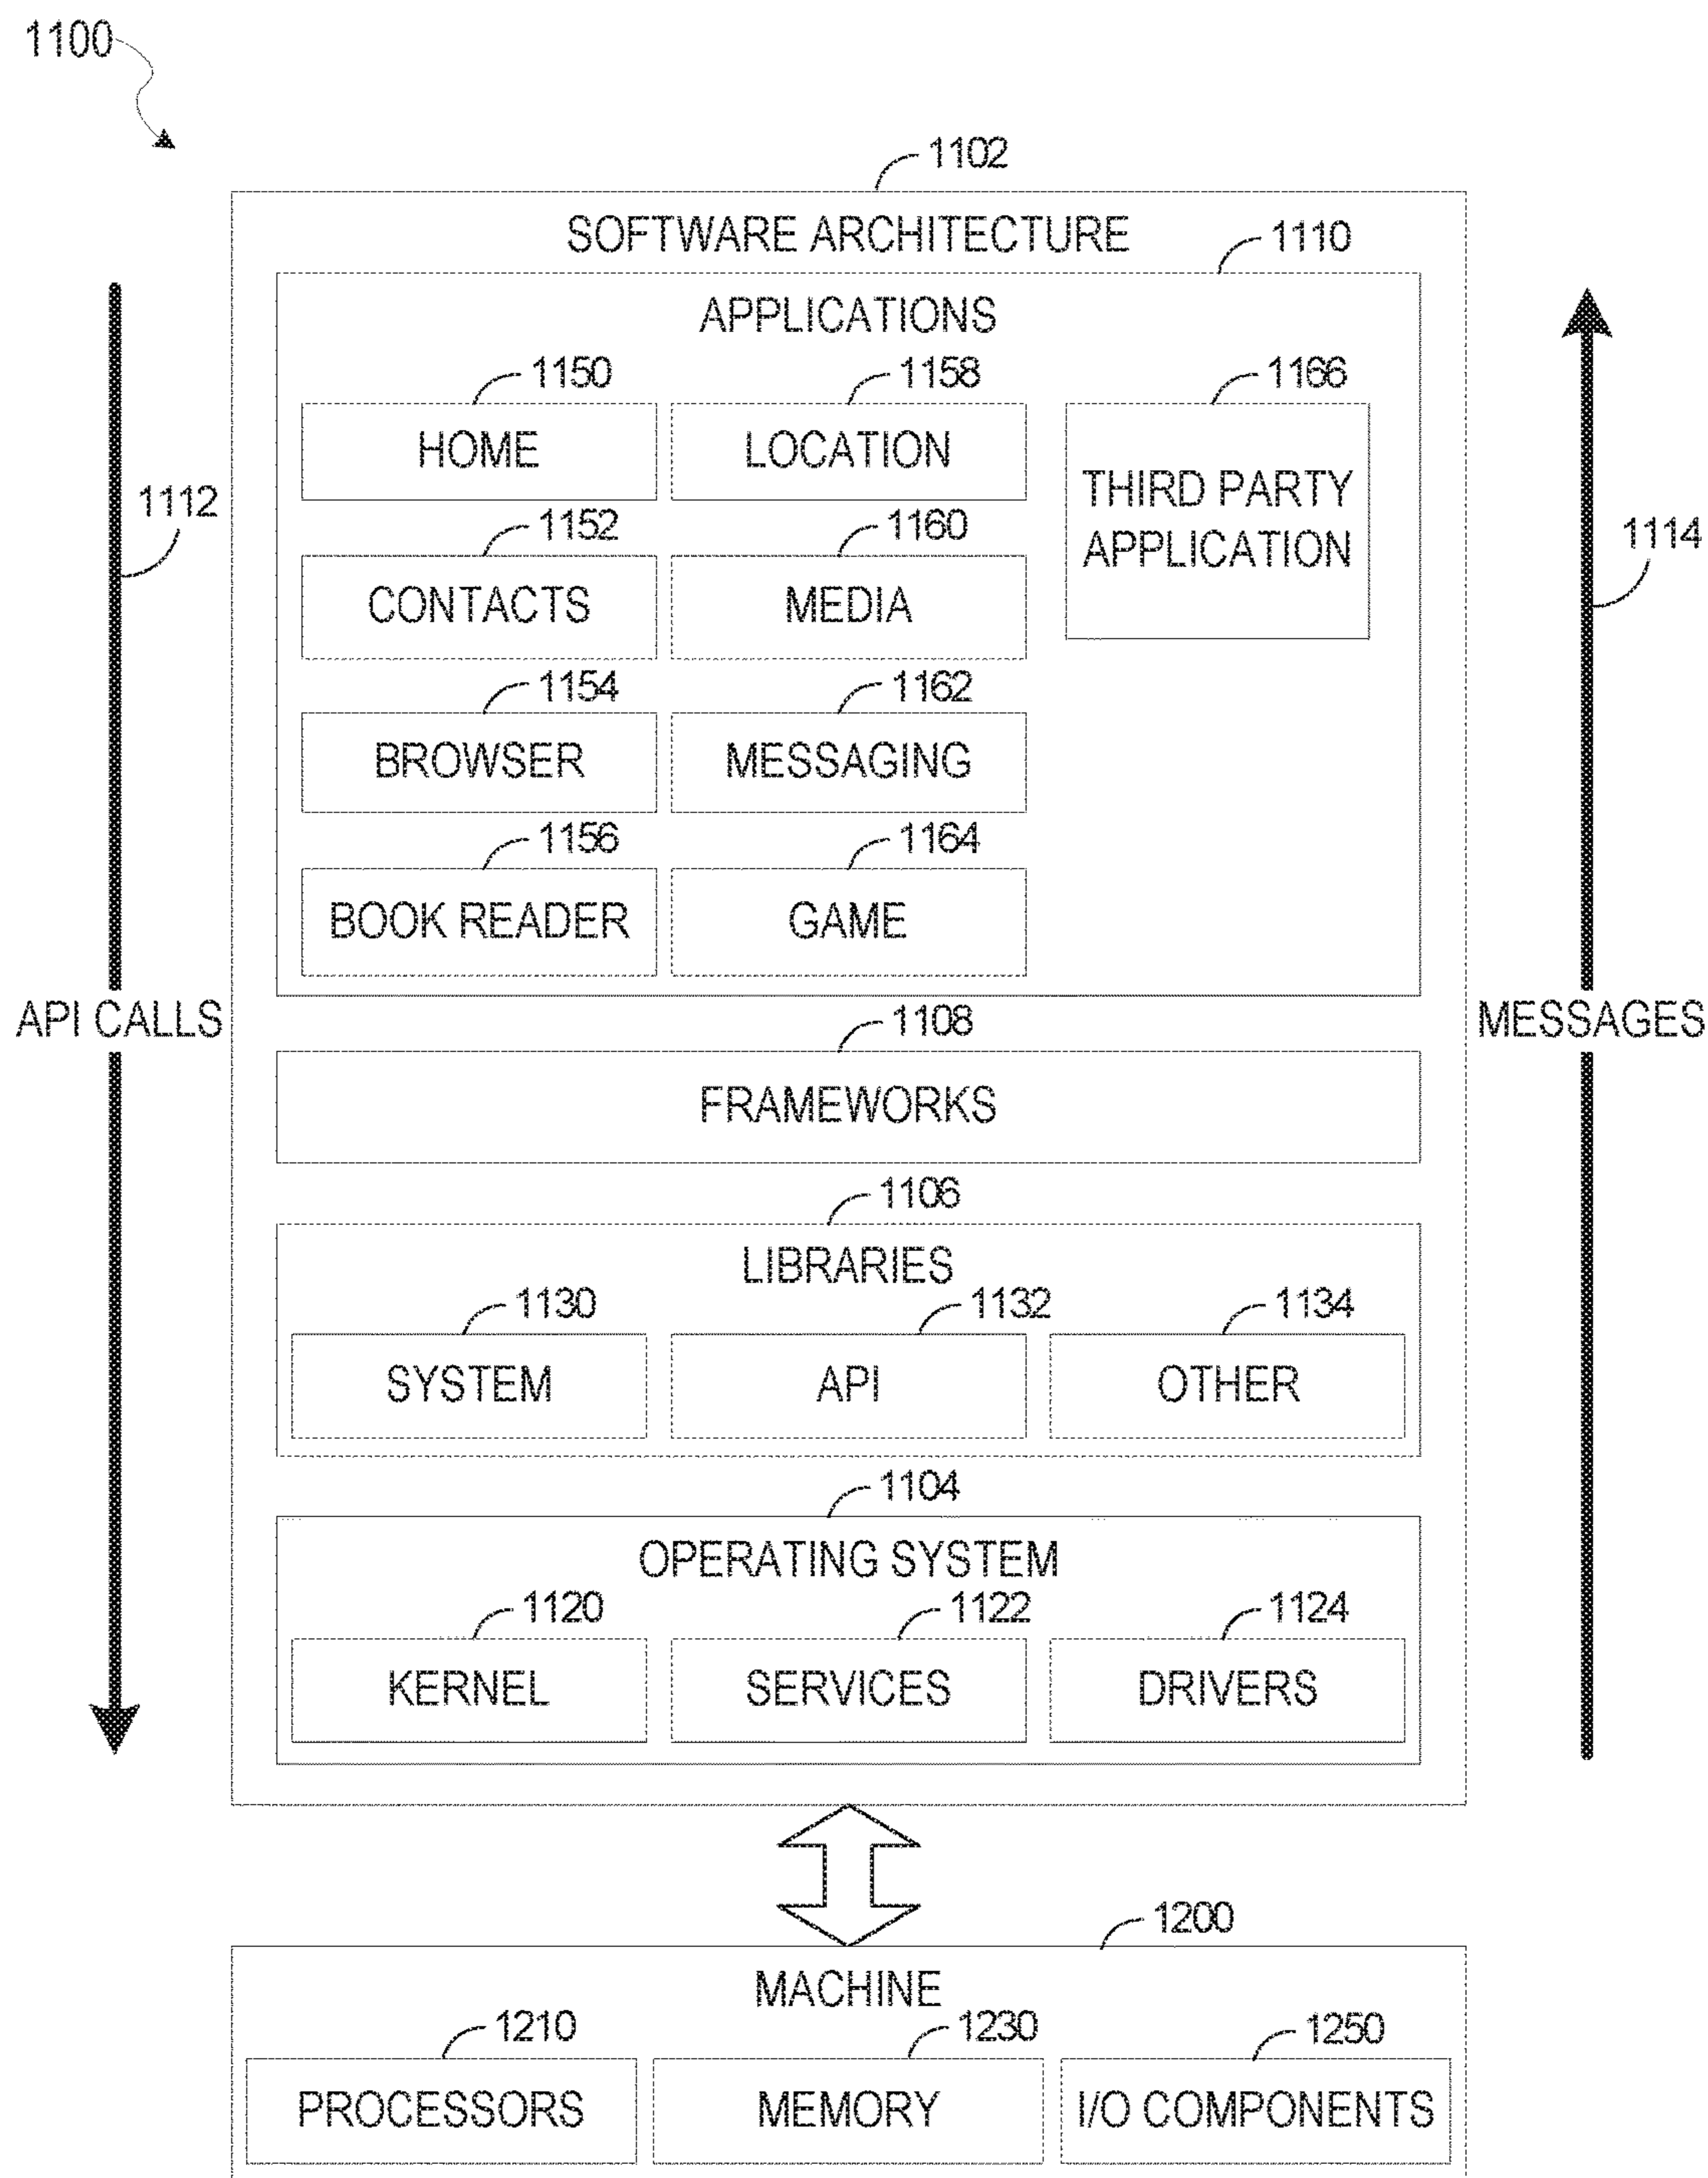 1100
1102
SOFTWARE ARCHITECTURE
1110
APPLICATIONS
1150
1158
1166
HOME
LOCATION
THIRD PARTY
APPLICATION
1112
1152
1160
1114
CONTACTS
MEDIA
1154
1162
BROWSER
MESSAGING
1156
1164
BOOK READER
GAME
API CALLS
MESSAGES
1108
FRAMEWORKS
1106
LIBRARIES
1130
1132
1134
SYSTEM
API
OTHER
1104
OPERATING SYSTEM
1120
1122
1124
KERNEL
SERVICES
DRIVERS
1200
MACHINE
1210
1230
1250
PROCESSORS
MEMORY
I/O COMPONENTS